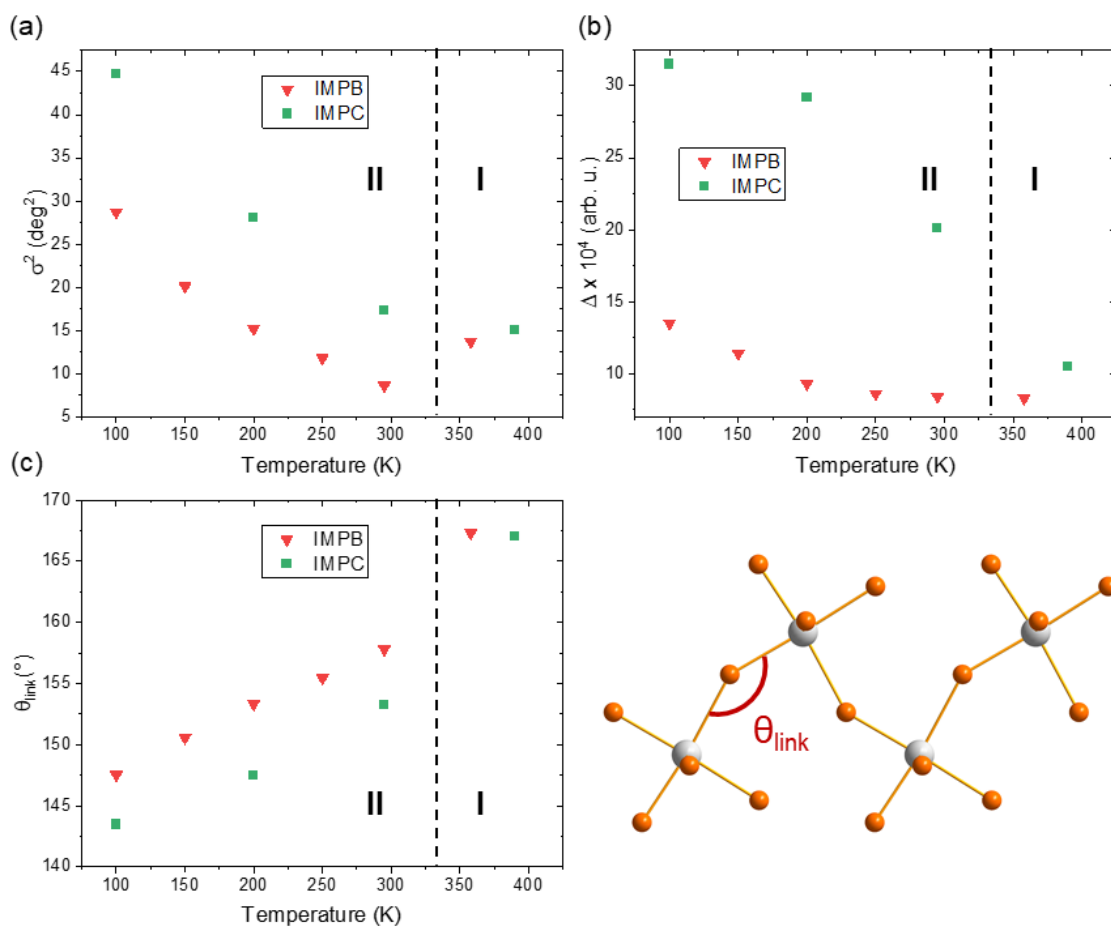 (a)
45
40
35
30
25
20
15
10
5
σ² (deg²)
IMPB
IMPC
II
I
100 150 200 250 300 350 400
Temperature (K)
(b)
30
25
20
15
10
Δ x 10⁴ (arb. u.)
IMPB
IMPC
II
I
100 150 200 250 300 350 400
Temperature (K)
(c)
170
165
160
155
150
145
140
θlink(°)
IMPB
IMPC
II
I
100 150 200 250 300 350 400
Temperature (K)
θlink